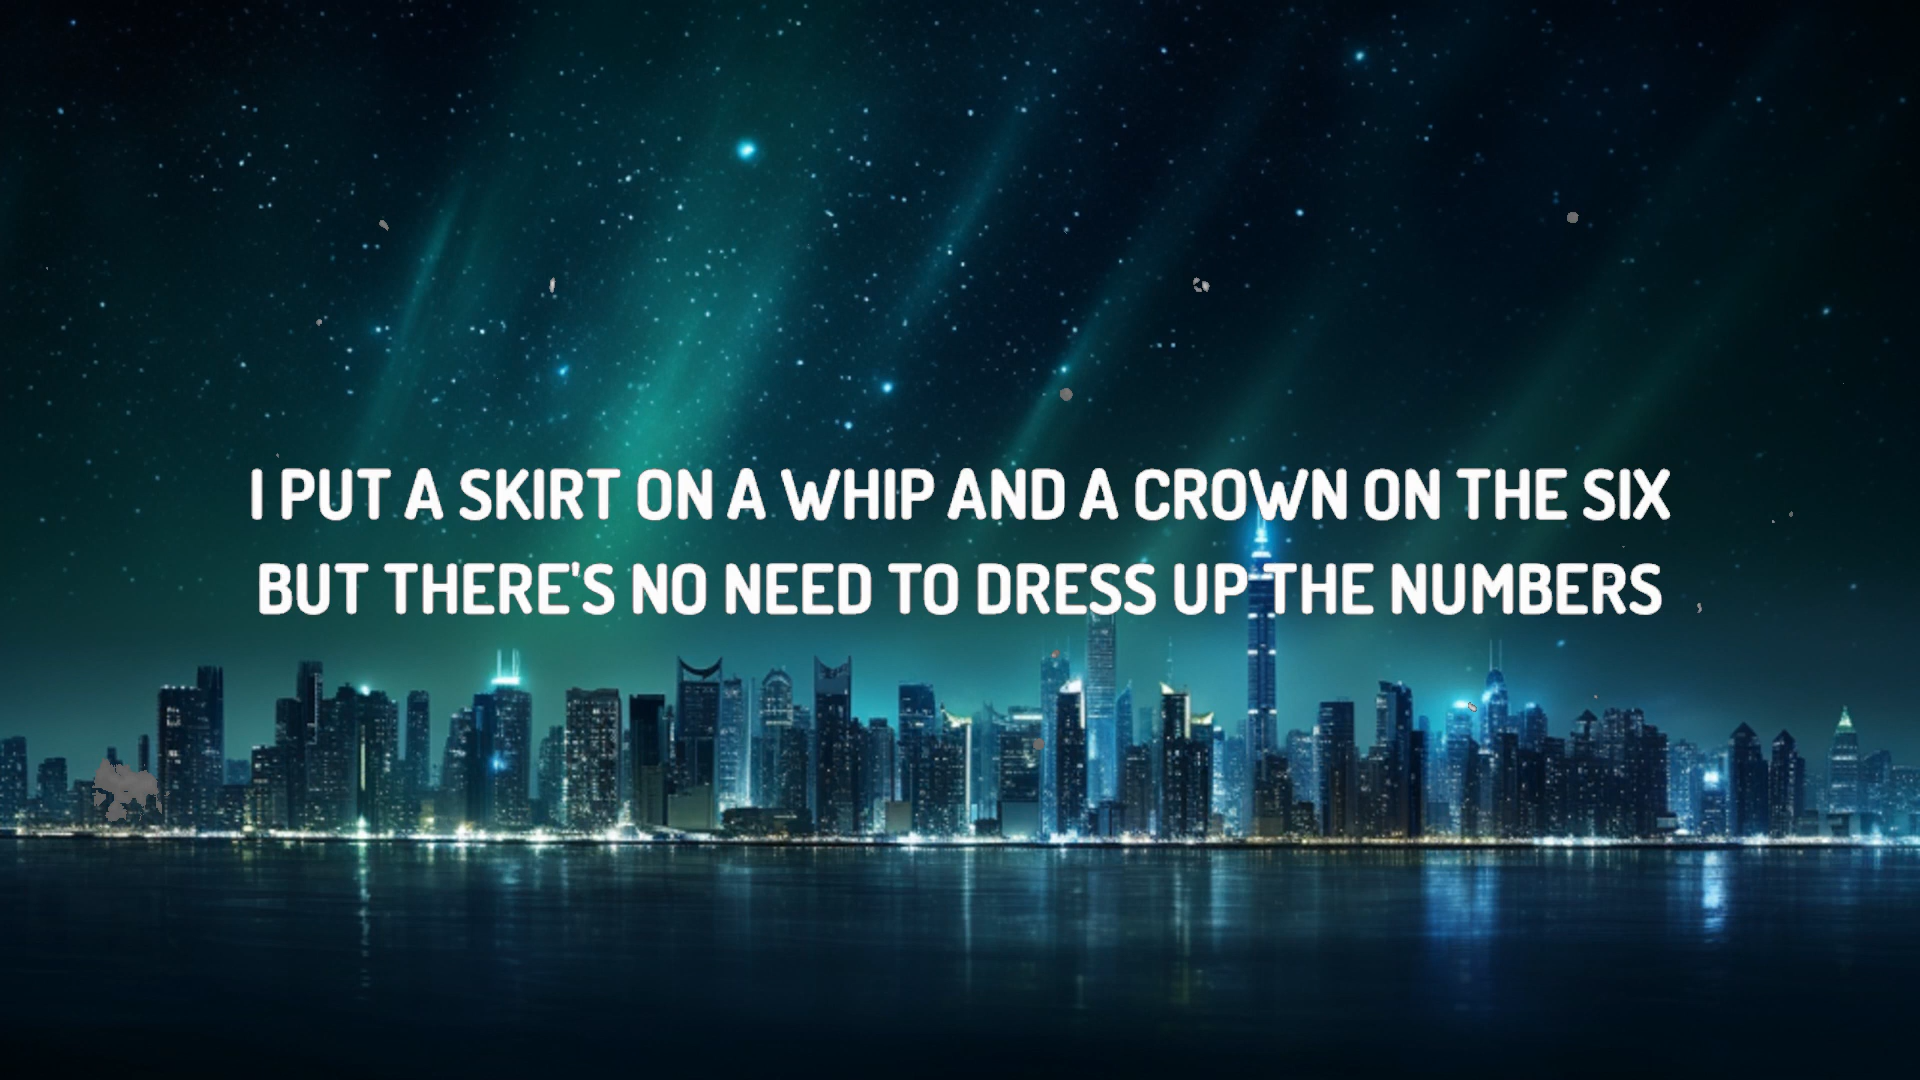 I PUT A SKIRT ON A WHIP AND A CROWN ON THE SIX
BUT THERE'S NO NEED TO DRESS UP THE NUMBERS